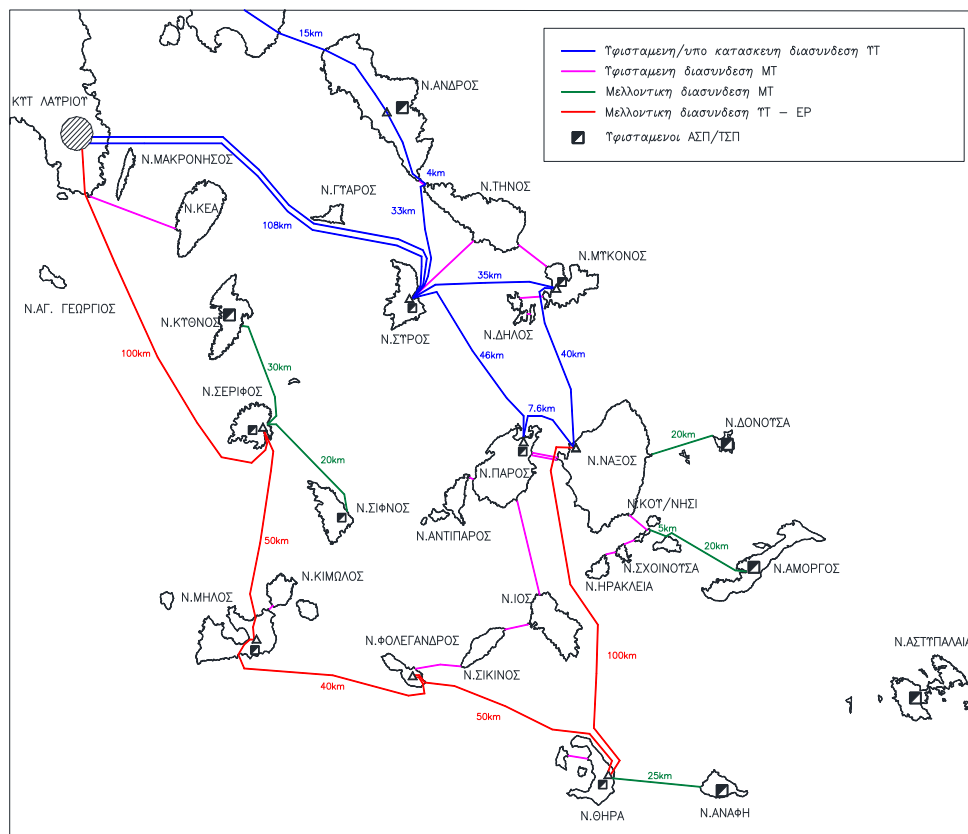 15km
Υφισταμενη/υπο κατασκευη διασυνδεση ΥΤ
Υφισταμενη διασυνδεση ΜΤ
Μελλοντικη διασυνδεση ΜΤ
Μελλοντικη διασυνδεση ΥΤ – ΕΡ
Υφισταμενοι ΑΣΠ/ΤΣΠ
Ν.ΑΝΔΡΟΣ
ΚΥΤ ΛΑΥΡΙΟΥ
Ν.ΜΑΚΡΟΝΗΣΟΣ
4km
Ν.ΤΗΝΟΣ
Ν.ΓΥΑΡΟΣ
Ν.ΚΕΑ
33km
108km
Ν.ΜΥΚΟΝΟΣ
35km
Ν.ΑΓ. ΓΕΩΡΓΙΟΣ
Ν.ΚΥΘΝΟΣ
Ν.ΣΥΡΟΣ
Ν.ΔΗΛΟΣ
100km
46km
40km
30km
Ν.ΣΕΡΙΦΟΣ
7.6km
Ν.ΔΟΝΟΥΣΑ
20km
20km
Ν.ΝΑΞΟΣ
Ν.ΠΑΡΟΣ
Ν.ΣΙΦΝΟΣ
Ν.ΚΟΥ/ΝΗΣΙ
5km
50km
Ν.ΑΝΤΙΠΑΡΟΣ
Ν.ΣΧΟΙΝΟΥΣΑ
20km
Ν.ΑΜΟΡΓΟΣ
Ν.ΗΡΑΚΛΕΙΑ
Ν.ΚΙΜΩΛΟΣ
Ν.ΜΗΛΟΣ
Ν.ΙΟΣ
Ν.ΦΟΛΕΓΑΝΔΡΟΣ
Ν.ΑΣΤΥΠΑΛΑΙΑ
100km
Ν.ΣΙΚΙΝΟΣ
40km
50km
25km
Ν.ΘΗΡΑ
Ν.ΑΝΑΦΗ